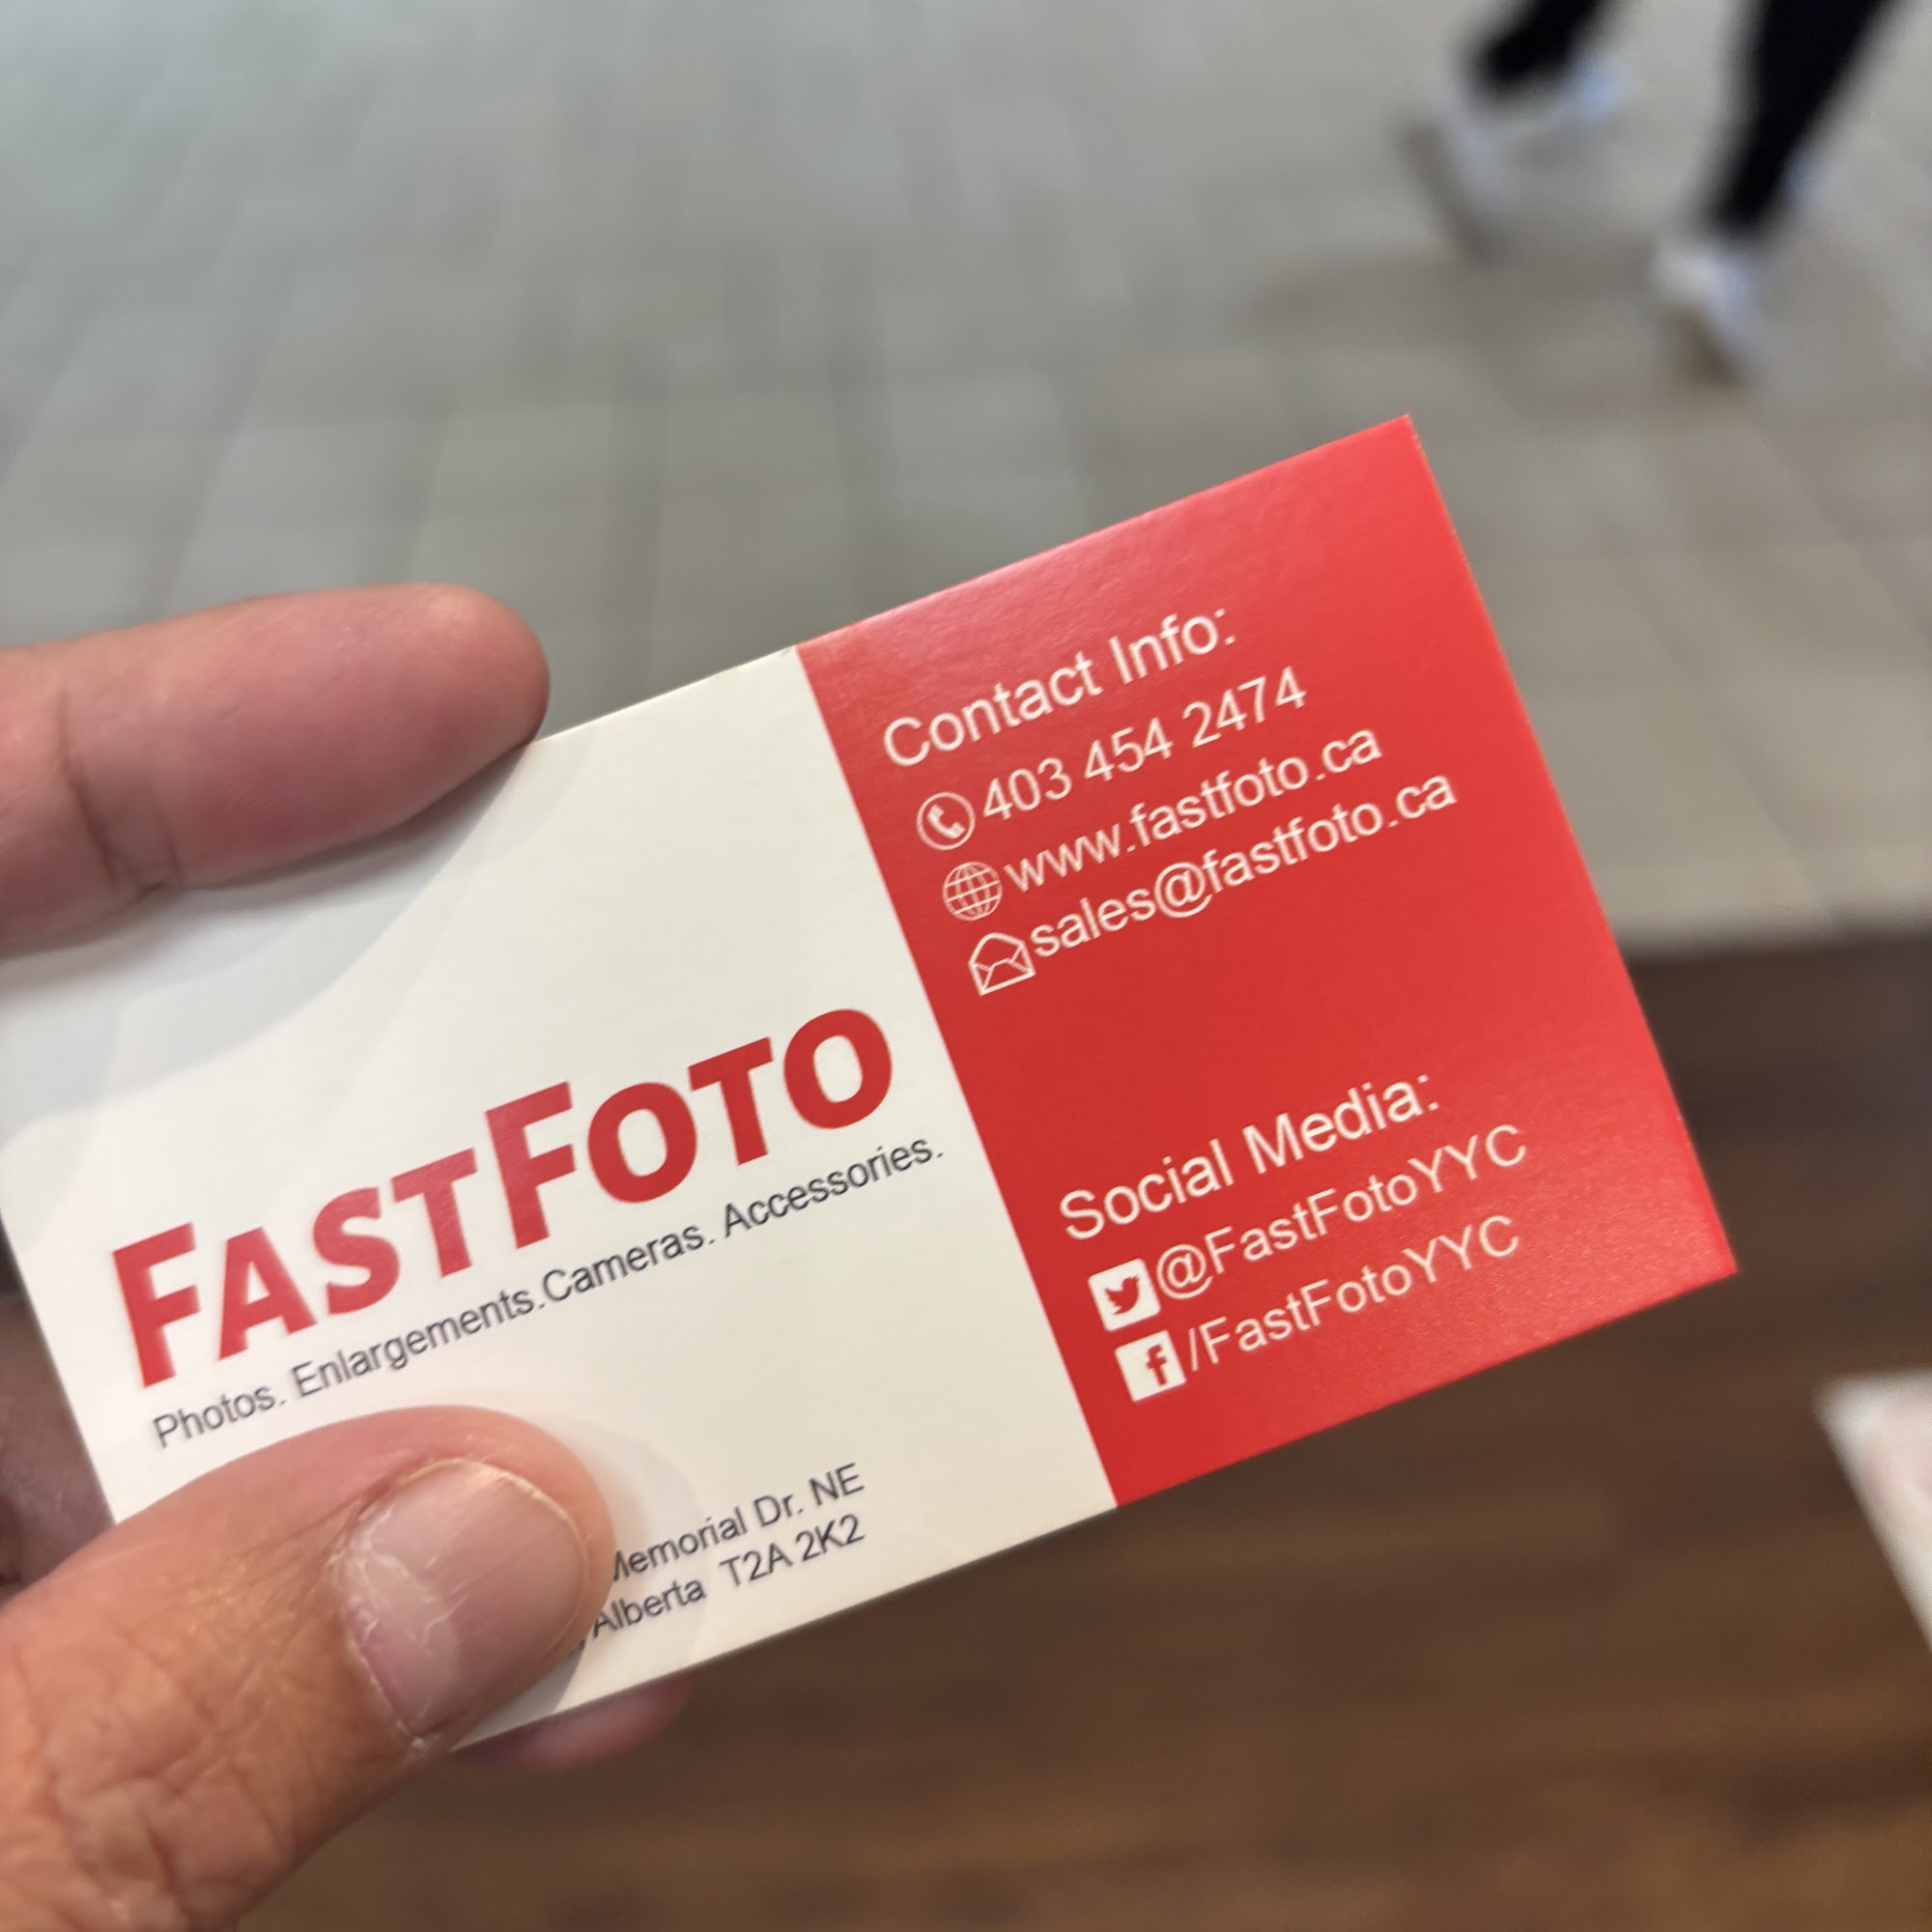 FASTFOTO
Photos. Enlargements.Cameras. Accessories.
Memorial Dr. NE
Alberta T2A 2K2
Contact Info:
403 454 2474
www.fastfoto.ca
sales@fastfoto.ca
Social Media:
@FastFotoYYC
/FastFotoYYC